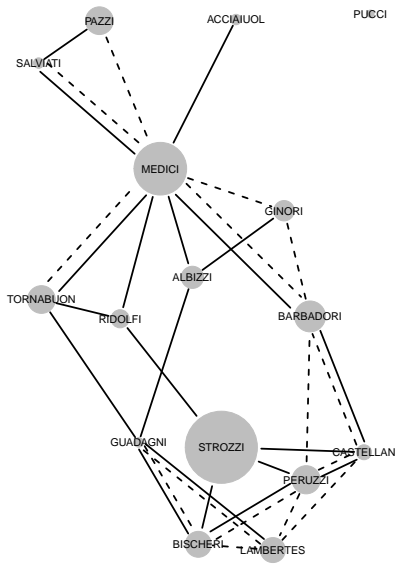 PAZZI
ACCIAIUOL
PUCCI
SALVIATI
MEDICI
GINORI
ALBIZZI
TORNABUON
RIDOLFI
BARBADORI
GUADAGNI
STROZZI
CASTELLAN
PERUZZI
BISCHERI
LAMBERTES